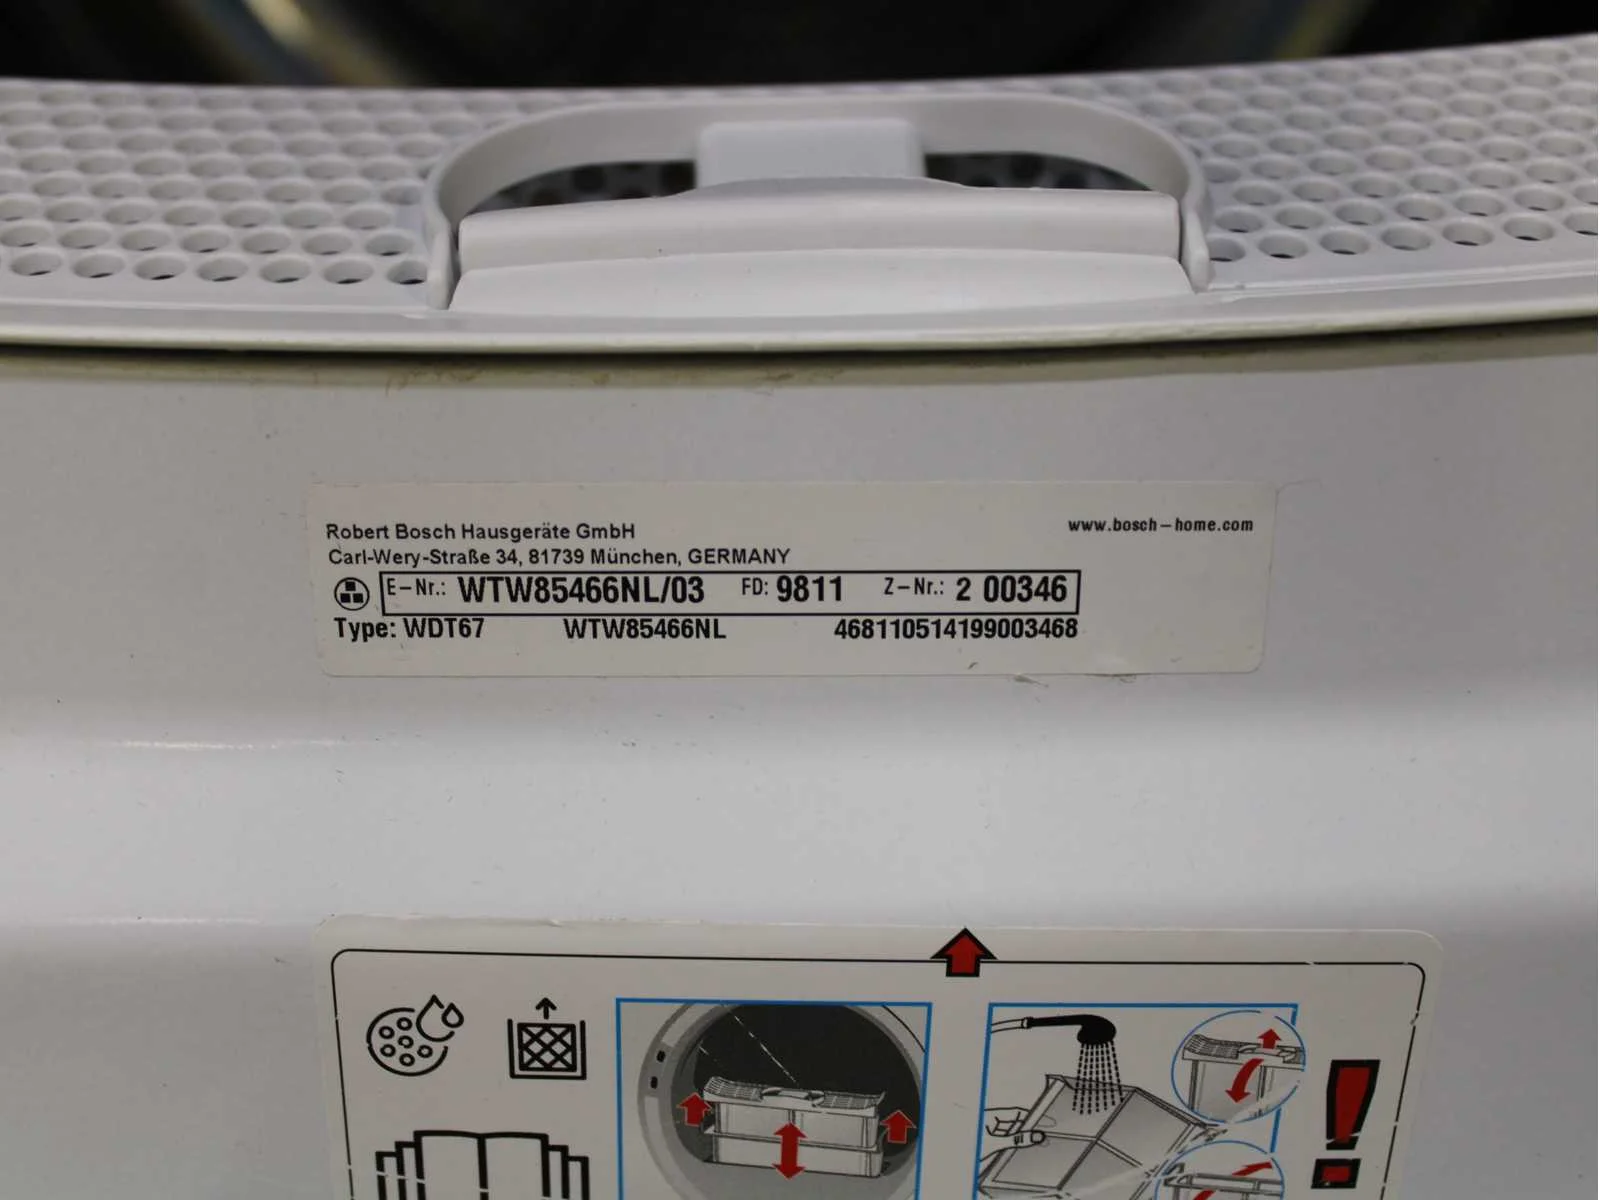 Robert Bosch Hausgeräte GmbH
www.bosch-home.com
Carl-Wery-Straße 34, 81739 München, GERMANY
E-Nr.: WTW85466NL/03 FD: 9811 Z-Nr.: 2 00346
Type: WDT67 WTW85466NL 468110514199003468